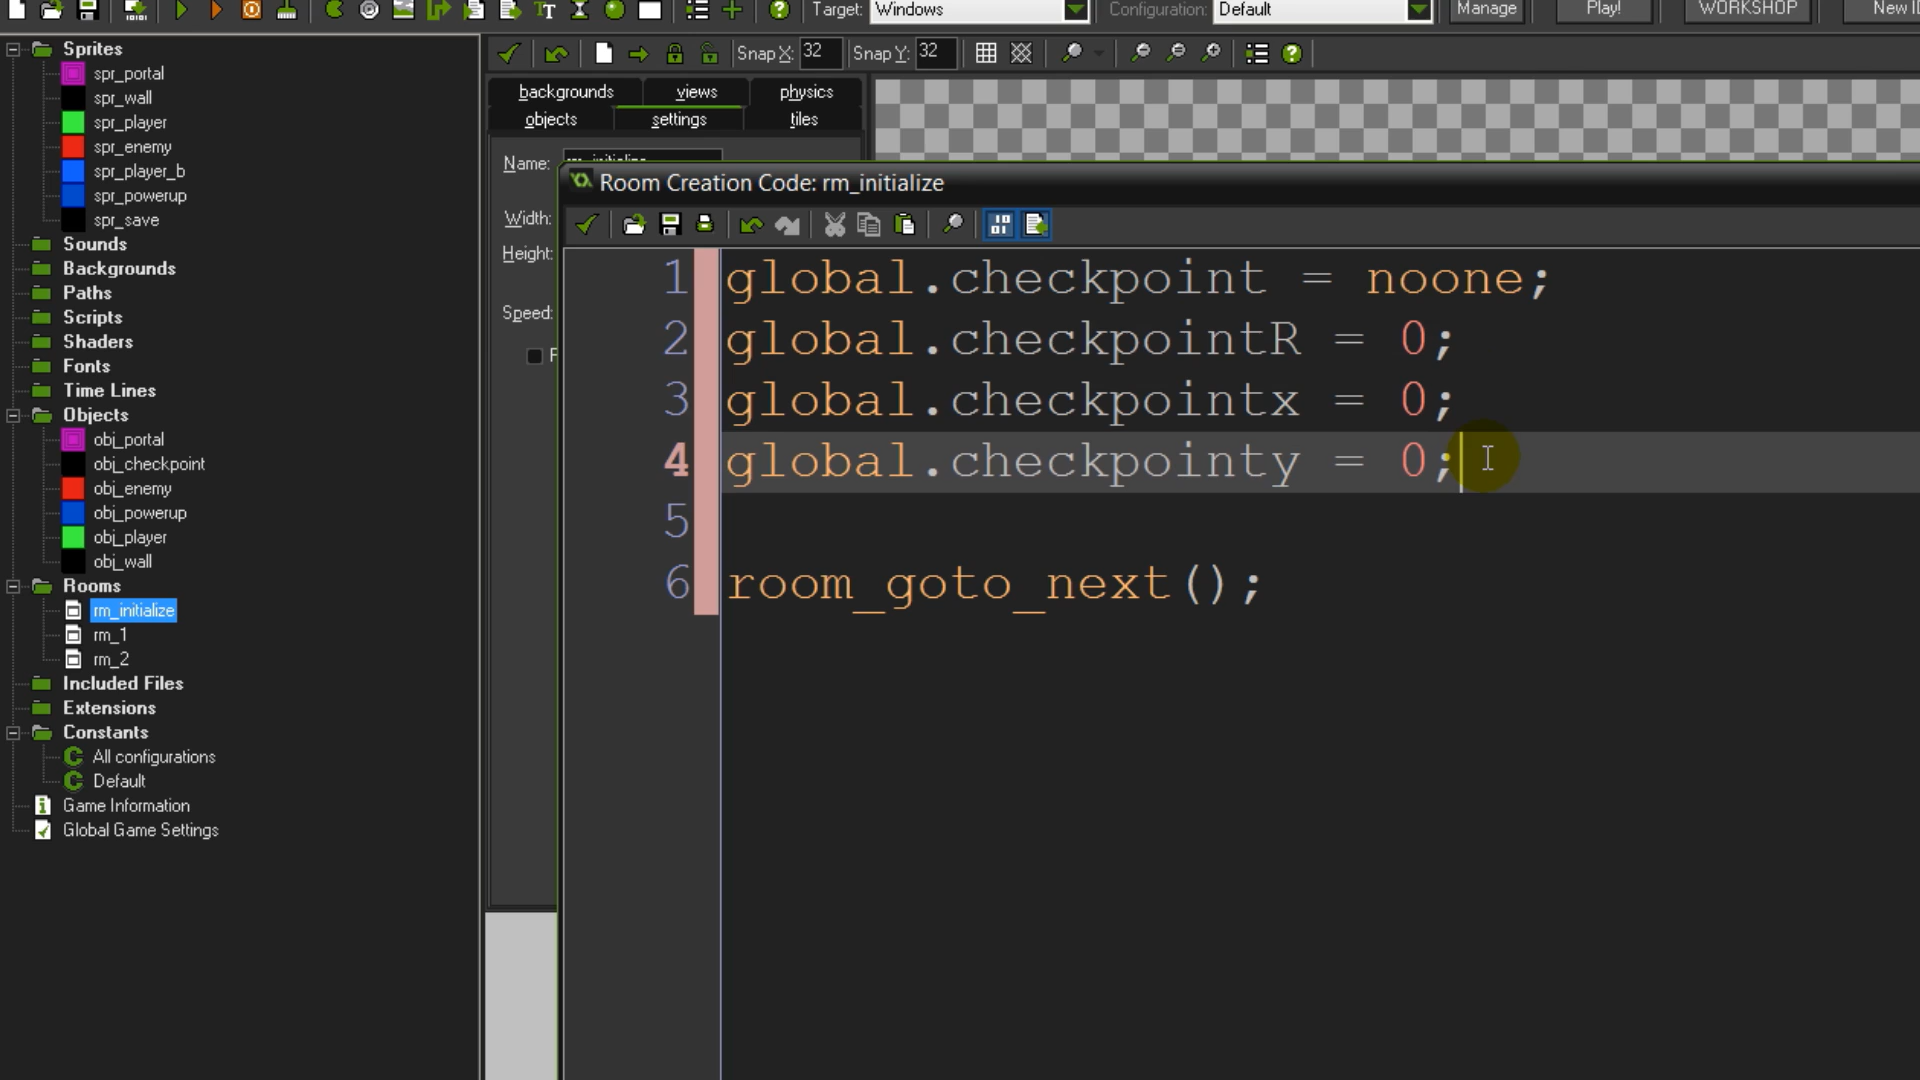 Target: Windows Configuration: Default Manage Play! WORKSHOP
Sprites
spr_portal
spr_wall
spr_player
spr_enemy
spr_player_b
spr_powerup
spr_save
Sounds
Backgrounds
Paths
Scripts
Shaders
Fonts
Time Lines
Objects
obj_portal
obj_checkpoint
obj_enemy
obj_powerup
obj_player
obj_wall
Rooms
rm_initialize
rm_1
rm_2
Included Files
Extensions
Constants
All configurations
Default
Game Information
Global Game Settings
Snap X: 32 Snap Y: 32
backgrounds views physics
objects settings tiles
Name:
Width:
Height:
Speed:
Room Creation Code: rm_initialize
1 global.checkpoint = noone;
2 global.checkpointR = 0;
3 global.checkpointx = 0;
4 global.checkpointy = 0;
5
6 room_goto_next();